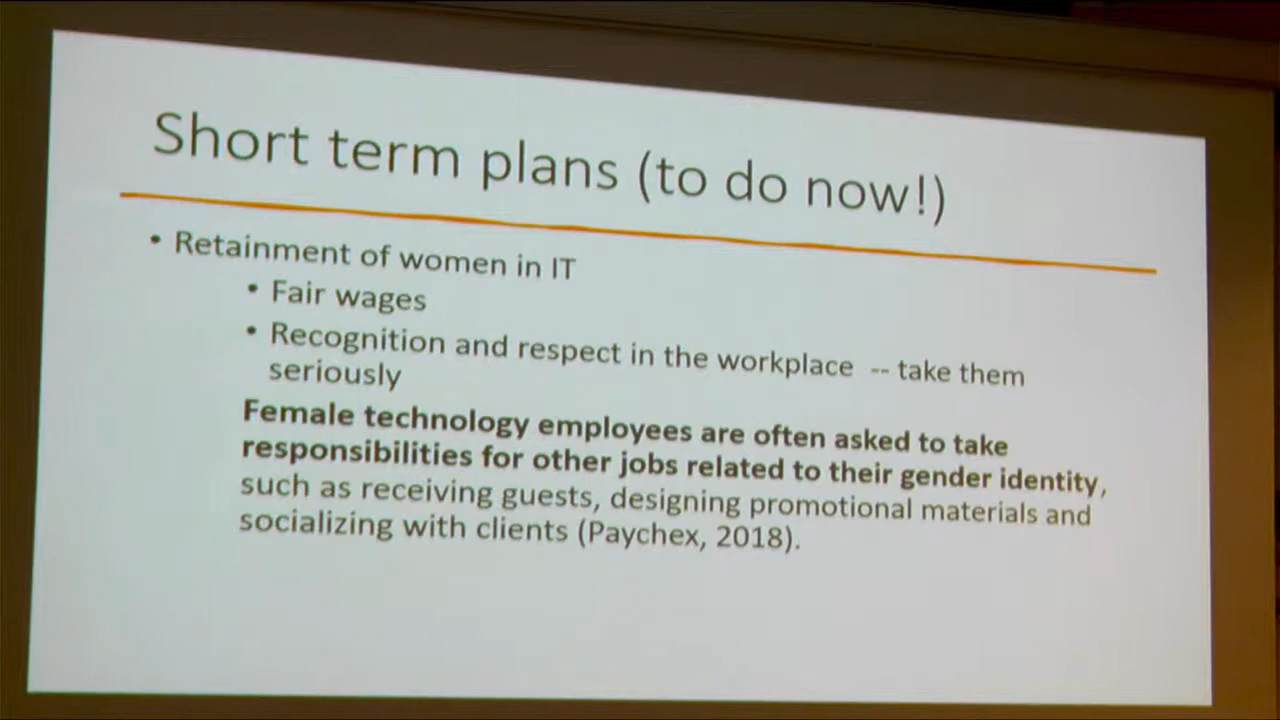 Short term plans (to do now!)
• Retainment of women in IT
• Fair wages
• Recognition and respect in the workplace -- take them
seriously
Female technology employees are often asked to take
responsibilities for other jobs related to their gender identity,
such as receiving guests, designing promotional materials and
socializing with clients (Paychex, 2018).